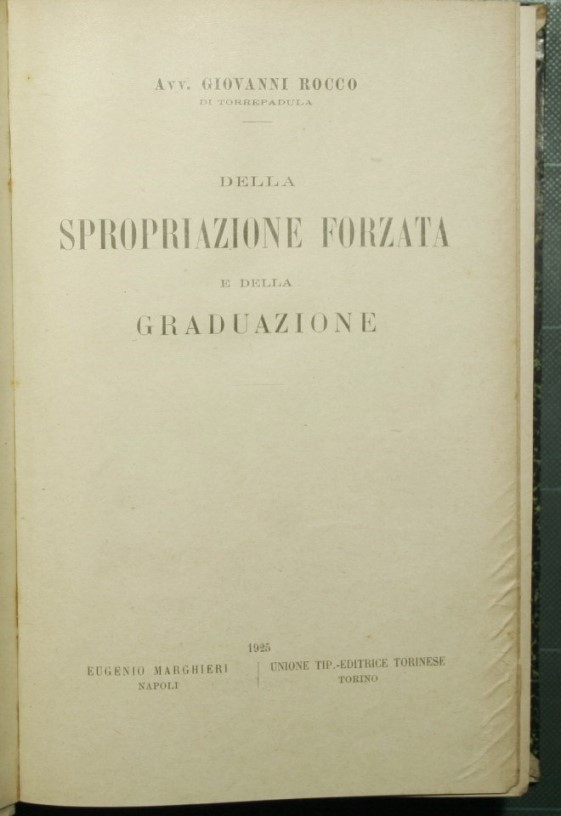 Avv. GIOVANNI ROCCO
DI TORREPADULA
DELLA
SPROPRIAZIONE FORZATA
E DELLA
GRADUAZIONE
1925
EUGENIO MARGHIERI
NAPOLI
UNIONE TIP.-EDITRICE TORINESE
TORINO